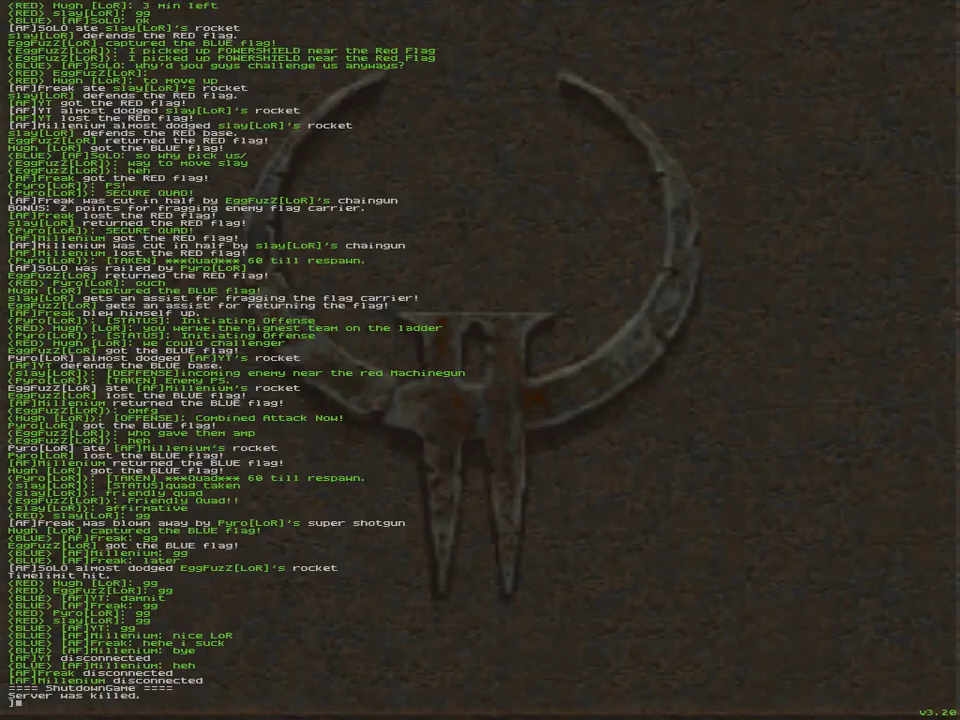 (RED) Hugh [LoR]: 3 min left
(RED) slay[LoR]: gg
(BLUE) [AF]SoLO: ok
[AF]SoLO ate slay[LoR]'s rocket
slay[LoR] defends the RED flag.
EggFuzZ[LoR] captured the BLUE flag!
(EggFuzZ[LoR]): I picked up POWERSHIELD near the Red Flag
(EggFuzZ[LoR]): I picked up POWERSHIELD near the Red Flag
(BLUE) [AF]SoLO: why'd you guys challenge us anyways?
(RED) EggFuzZ[LoR]:
(RED) Hugh [LoR]: to move up
[AF]Freak ate slay[LoR]'s rocket
slay[LoR] defends the RED flag.
[AF]YT got the RED flag!
[AF]YT almost dodged slay[LoR]'s rocket
[AF]YT lost the RED flag!
[AF]Millenium almost dodged slay[LoR]'s rocket
slay[LoR] defends the RED base.
EggFuzZ[LoR] returned the RED flag!
Hugh [LoR] got the BLUE flag!
(BLUE) [AF]SoLO: so why pick us/
(EggFuzZ[LoR]): way to move slay
(EggFuzZ[LoR]): heh
[AF]Freak got the RED flag!
(Pyro[LoR]): PS!
(Pyro[LoR]): SECURE QUAD!
[AF]Freak was cut in half by EggFuzZ[LoR]'s chaingun
BONUS: 2 points for fragging enemy flag carrier.
[AF]Freak lost the RED flag!
slay[LoR] returned the RED flag!
(Pyro[LoR]): SECURE QUAD!
[AF]Millenium got the RED flag!
[AF]Millenium was cut in half by slay[LoR]'s chaingun
[AF]Millenium lost the RED flag!
(Pyro[LoR]): [TAKEN] ***Quad*** 60 till respawn.
[AF]SoLO was railed by Pyro[LoR]
EggFuzZ[LoR] returned the RED flag!
(RED) Pyro[LoR]: ouch
Hugh [LoR] captured the BLUE flag!
slay[LoR] gets an assist for fragging the flag carrier!
EggFuzZ[LoR] gets an assist for returning the flag!
[AF]Freak blew himself up.
(Pyro[LoR]): [STATUS]: Initiating Offense
(RED) Hugh [LoR]: you werwe the highest team on the ladder
(Pyro[LoR]): [STATUS]: Initiating Offense
(RED) Hugh [LoR]: we could challenger
EggFuzZ[LoR] got the BLUE flag!
Pyro[LoR] almost dodged [AF]YT's rocket
[AF]YT defends the BLUE base.
(slay[LoR]): [DEFFENSE]incoming enemy near the red Machinegun
(Pyro[LoR]): [TAKEN] Enemy PS.
EggFuzZ[LoR] ate [AF]Millenium's rocket
EggFuzZ[LoR] lost the BLUE flag!
[AF]Millenium returned the BLUE flag!
(EggFuzZ[LoR]): omfg
(Hugh [LoR]): [OFFENSE]: Combined Attack Now!
Pyro[LoR] got the BLUE flag!
(EggFuzZ[LoR]): who gave them amp
(EggFuzZ[LoR]): heh
Pyro[LoR] ate [AF]Millenium's rocket
Pyro[LoR] lost the BLUE flag!
[AF]Millenium returned the BLUE flag!
Hugh [LoR] got the BLUE flag!
(Pyro[LoR]): [TAKEN] ***Quad*** 60 till respawn.
(slay[LoR]): [STATUS]quad taken
(slay[LoR]): friendly quad
(EggFuzZ[LoR]): Friendly Quad!!
(slay[LoR]): affirmative
(RED) slay[LoR]: gg
[AF]Freak was blown away by Pyro[LoR]'s super shotgun
Hugh [LoR] captured the BLUE flag!
(BLUE) [AF]Freak: gg
EggFuzZ[LoR] got the BLUE flag!
(BLUE) [AF]Millenium: gg
(BLUE) [AF]Freak: later
[AF]SoLO almost dodged EggFuzZ[LoR]'s rocket
Timelimit hit.
(RED) Hugh [LoR]: gg
(RED) EggFuzZ[LoR]: gg
(BLUE) [AF]YT: damnit
(BLUE) [AF]Freak: gg
(RED) Pyro[LoR]: gg
(RED) slay[LoR]: gg
(BLUE) [AF]YT: gg
(BLUE) [AF]Millenium: nice LoR
(BLUE) [AF]Freak: hehe i suck
(BLUE) [AF]Millenium: bye
[AF]YT disconnected
(BLUE) [AF]Millenium: heh
[AF]Freak disconnected
[AF]Millenium disconnected
==== ShutdownGame ====
Server was killed.
]
v3.20